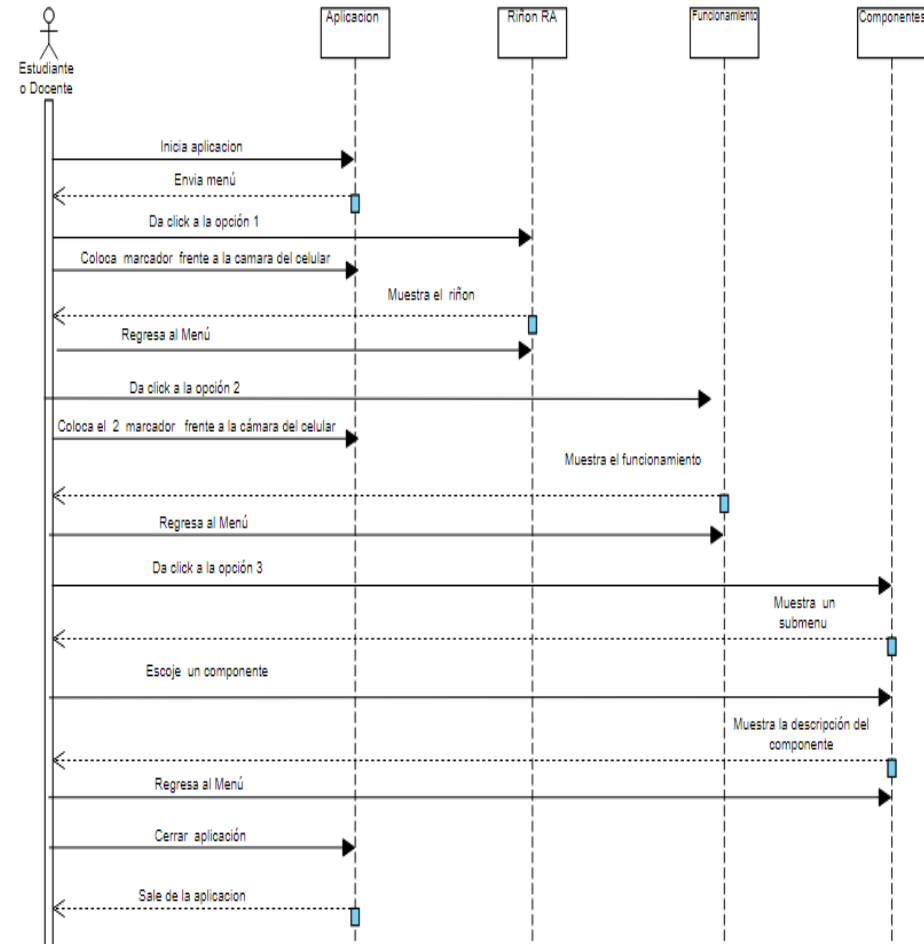 Aplicacion
Riñon RA
Funcionamiento
Componentes
Estudiante
o Docente
Inicia aplicacion
Envia menú
Da click a la opción 1
Coloca marcador frente a la camara del celular
Muestra el riñon
Regresa al Menú
Da click a la opción 2
Coloca el 2 marcador frente a la cámara del celular
Muestra el funcionamiento
Regresa al Menú
Da click a la opción 3
Muestra un
submenu
Escoje un componente
Muestra la descripción del
componente
Regresa al Menú
Cerrar aplicación
Sale de la aplicacion